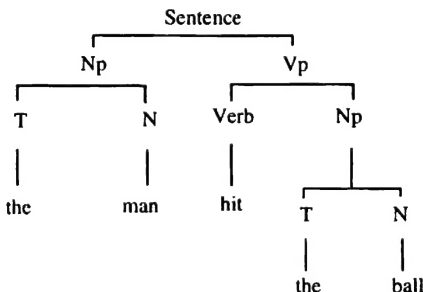 Sentence
Np Vp
T N Verb Np
the man hit
T N
the ball